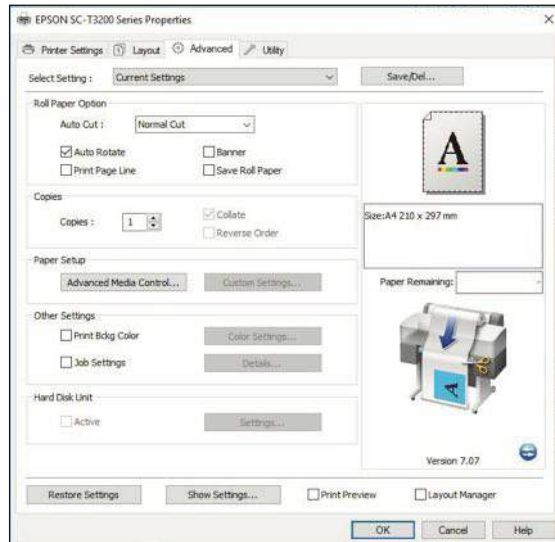 EPSON SC-T3200 Series Properties
Printer Settings Layout Advanced Utility
Select Setting : Current Settings Save/Del...
Roll Paper Option
Auto Cut : Normal Cut
Auto Rotate Banner
Print Page Line Save Roll Paper
A
Copies
Copies : 1 Collate
Reverse Order
Size:A4 210 x 297 mm
Paper Setup
Advanced Media Control... Custom Settings...
Paper Remaining:
Other Settings
Print Bckg Color Color Settings...
Job Settings Details...
A
Hard Disk Unit
Active Settings...
Version 7.07
Restore Settings Show Settings... Print Preview Layout Manager
OK Cancel Help